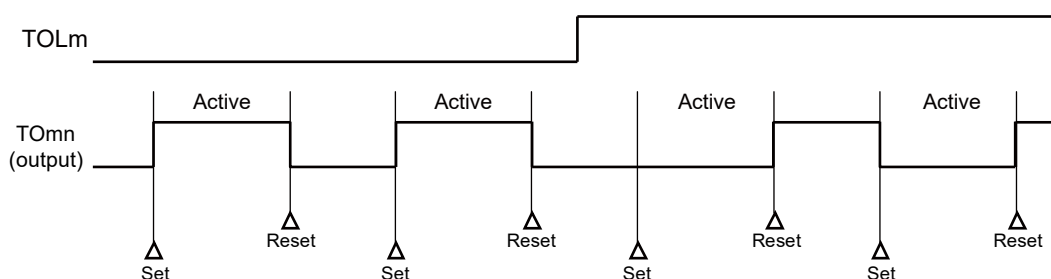 TOLm
Active Active Active Active
TOmn
(output)
Reset Reset Reset Reset
Set Set Set Set